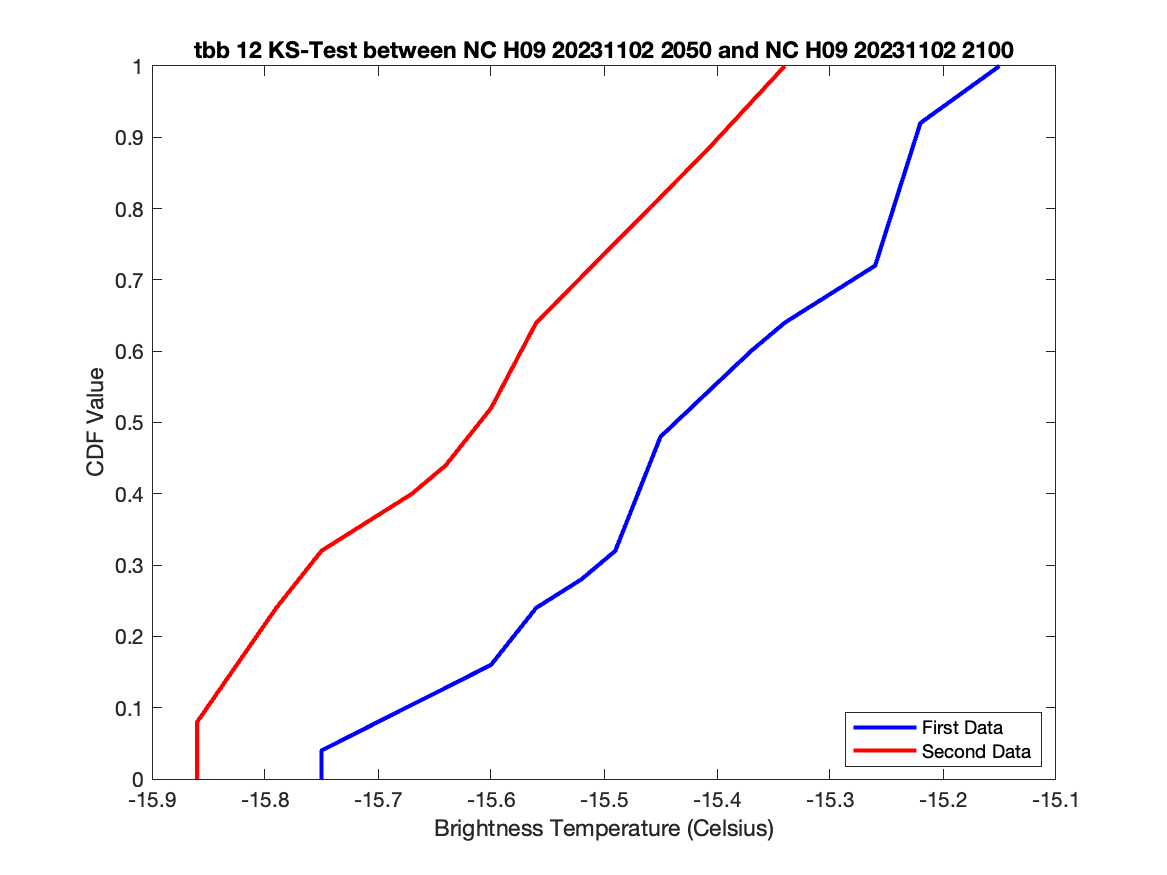 tbb 12 KS-Test between NC H09 20231102 2050 and NC H09 20231102 2100
1
0.9
0.8
0.7
0.6
0.5
0.4
0.3
0.2
0.1
0
CDF Value
First Data
Second Data
-15.9 -15.8 -15.7 -15.6 -15.5 -15.4 -15.3 -15.2 -15.1
Brightness Temperature (Celsius)